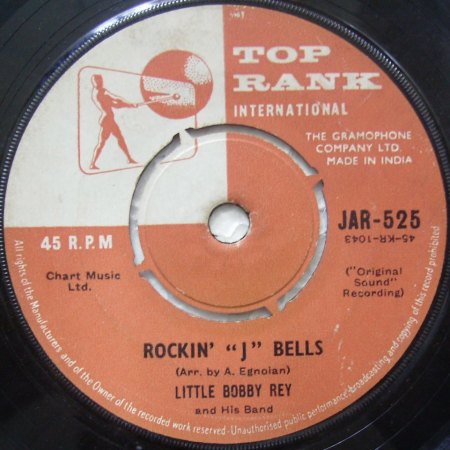 TOP
RANK
INTERNATIONAL
THE GRAMOPHONE
COMPANY LTD.
MADE IN INDIA
45 R.P.M
JAR-525
45-KR-1043
Chart Music
Ltd.
("Original
Sound"
Recording)
ROCKIN' "J" BELLS
(Arr. by A. Egnoian)
LITTLE BOBBY REY
and His Band
All rights of the Manufacturers and of the Owner of the recorded work reserved-Unauthorised public performance-broadcasting and copying of this record prohibited